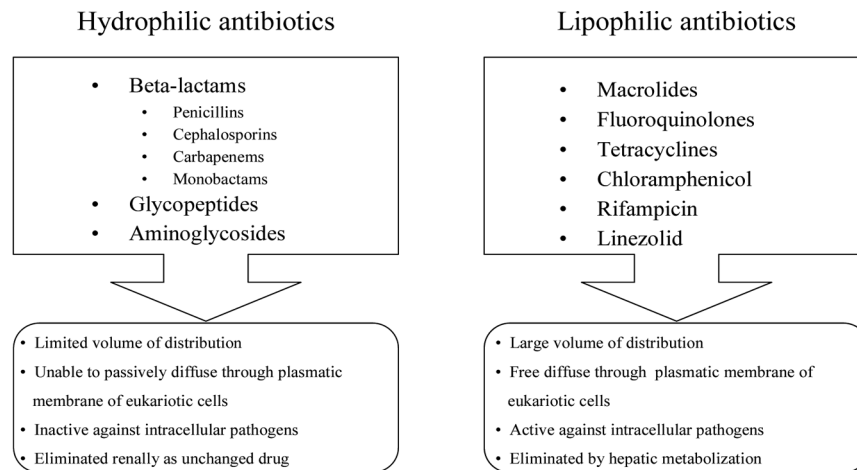 Hydrophilic antibiotics
• Beta-lactams
• Penicillins
• Cephalosporins
• Carbapenems
• Monobactams
• Glycopeptides
• Aminoglycosides
• Limited volume of distribution
• Unable to passively diffuse through plasmatic
membrane of eukariotic cells
• Inactive against intracellular pathogens
• Eliminated renally as unchanged drug
Lipophilic antibiotics
• Macrolides
• Fluoroquinolones
• Tetracyclines
• Chloramphenicol
• Rifampicin
• Linezolid
• Large volume of distribution
• Free diffuse through plasmatic membrane of
eukariotic cells
• Active against intracellular pathogens
• Eliminated by hepatic metabolization